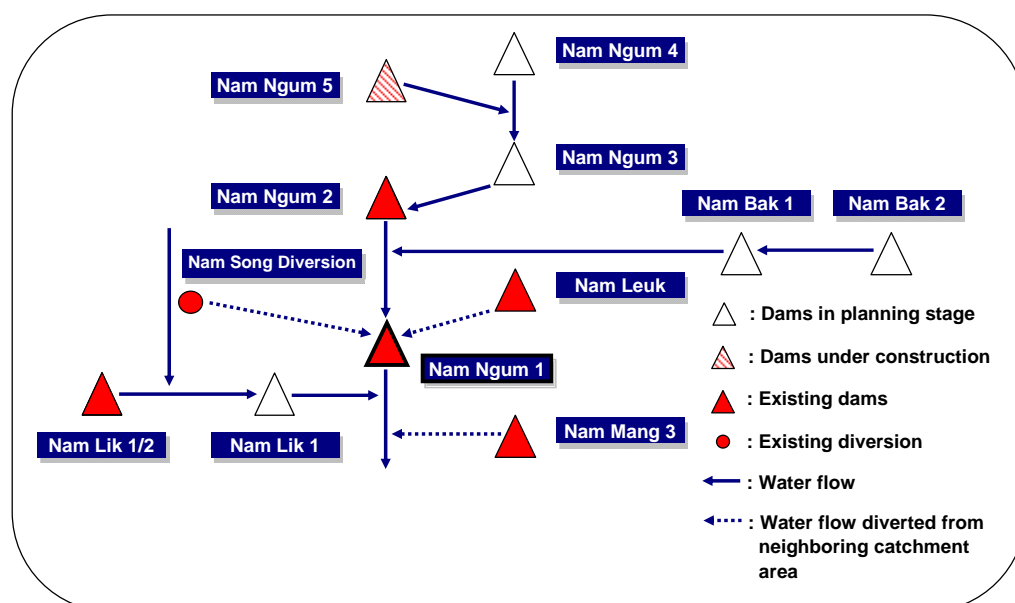 Nam Ngum 4
Nam Ngum 5
Nam Ngum 3
Nam Ngum 2
Nam Bak 1
Nam Bak 2
Nam Song Diversion
Nam Leuk
: Dams in planning stage
Nam Ngum 1
: Dams under construction
: Existing dams
Nam Lik 1/2
Nam Lik 1
Nam Mang 3
: Existing diversion
: Water flow
: Water flow diverted from
neighboring catchment
area